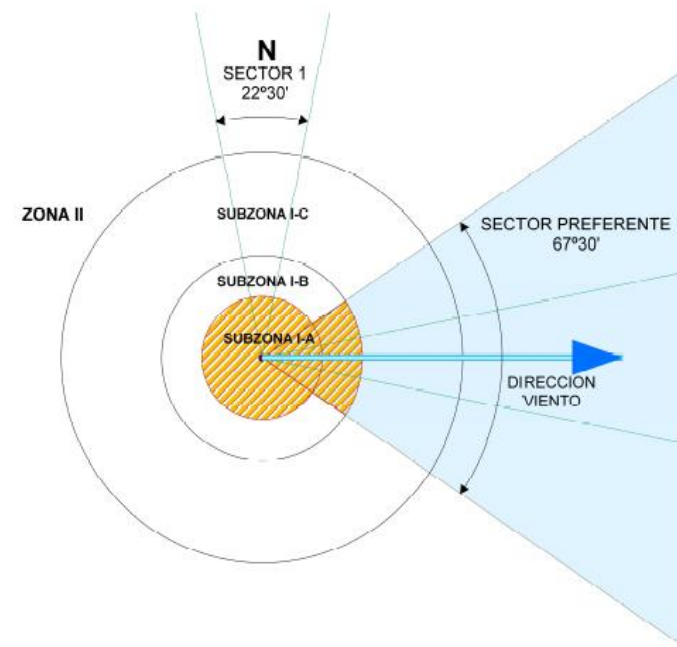 N
SECTOR 1
22º30'
ZONA II
SUBZONA I-C
SECTOR PREFERENTE
67º30'
SUBZONA I-B
SUBZONA I-A
DIRECCION
VIENTO